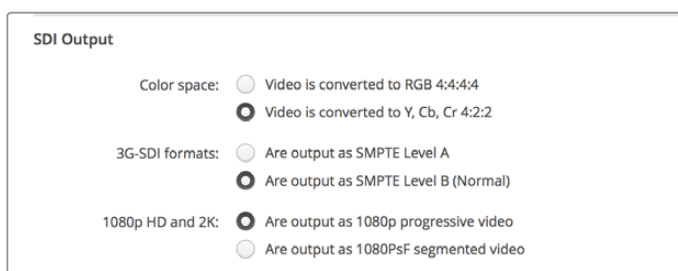 SDI Output
Color space: Video is converted to RGB 4:4:4:4
Video is converted to Y, Cb, Cr 4:2:2
3G-SDI formats: Are output as SMPTE Level A
Are output as SMPTE Level B (Normal)
1080p HD and 2K: Are output as 1080p progressive video
Are output as 1080PsF segmented video